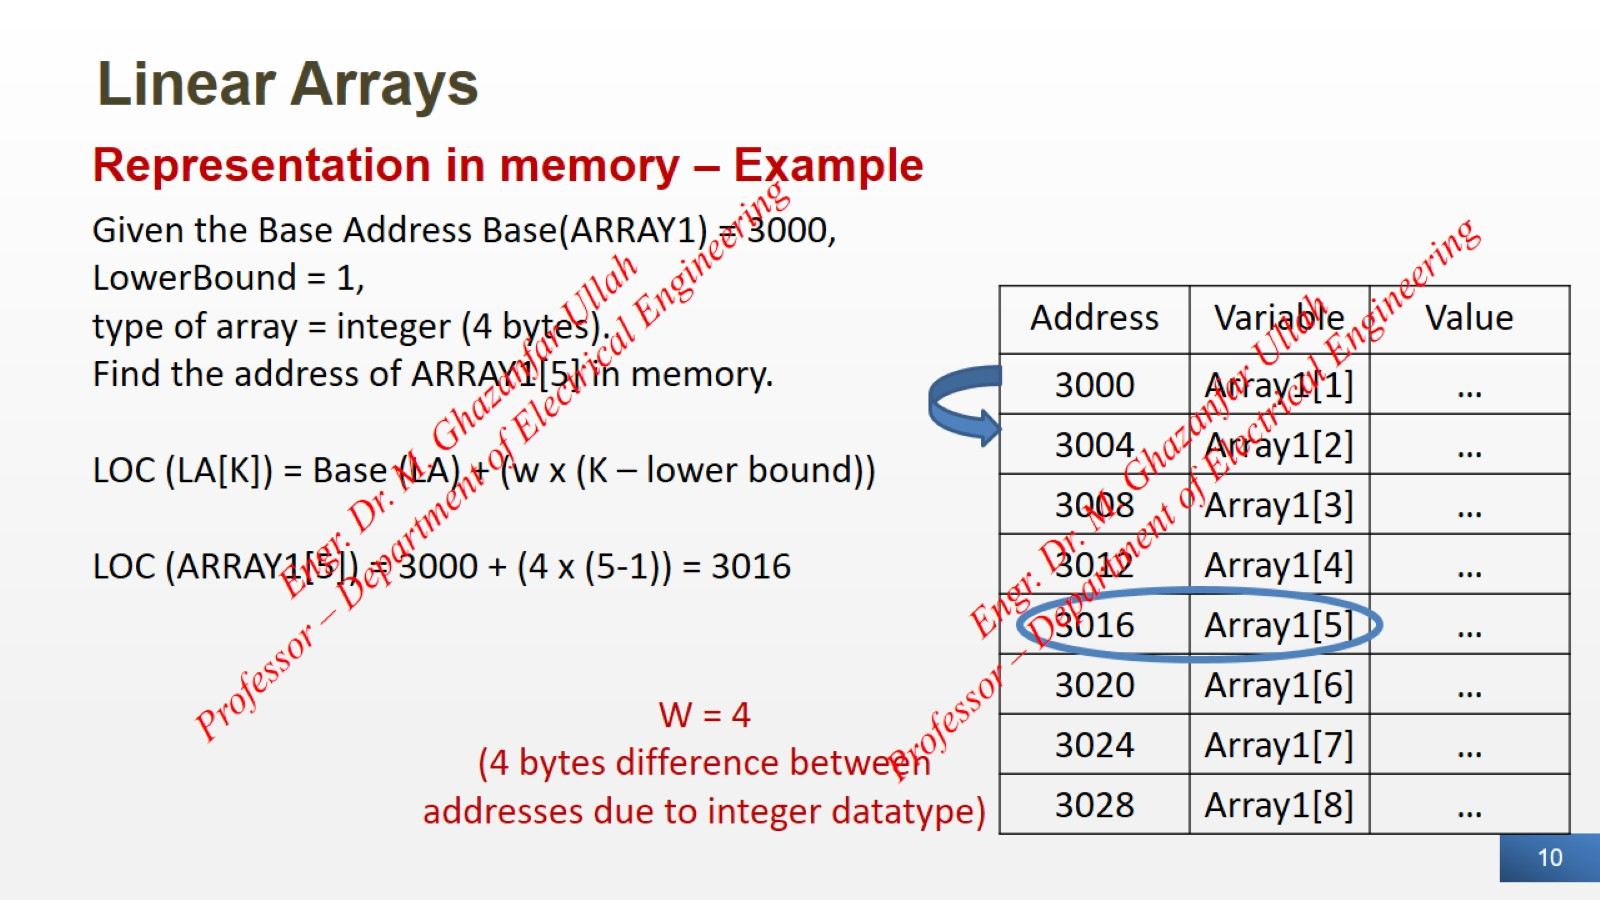 Linear Arrays
Representation in memory – Example
Given the Base Address Base(ARRAY1) = 3000,
LowerBound = 1,
type of array = integer (4 bytes).
Find the address of ARRAY1[5] in memory.
LOC (LA[K]) = Base (LA) + (w x (K – lower bound))
LOC (ARRAY1[5]) = 3000 + (4 x (5-1)) = 3016
W = 4
(4 bytes difference between
addresses due to integer datatype)
Address Variable Value
3000 Array1[1] ...
3004 Array1[2] ...
3008 Array1[3] ...
3012 Array1[4] ...
3016 Array1[5] ...
3020 Array1[6] ...
3024 Array1[7] ...
3028 Array1[8] ...
Engr. Dr. M. Ghazanfar Ullah
Professor – Department of Electrical Engineering
Engr. Dr. M. Ghazanfar Ullah
Professor – Department of Electrical Engineering
10